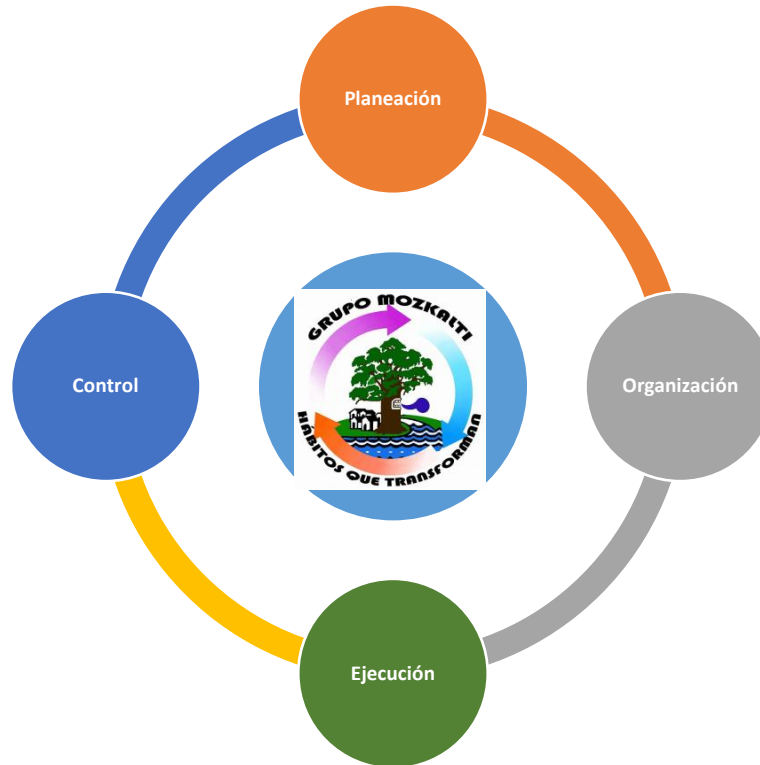 Planeación
GRUPO MOZKALTI
Control
Organización
HÁBITOS QUE TRANSFORMAN
Ejecución